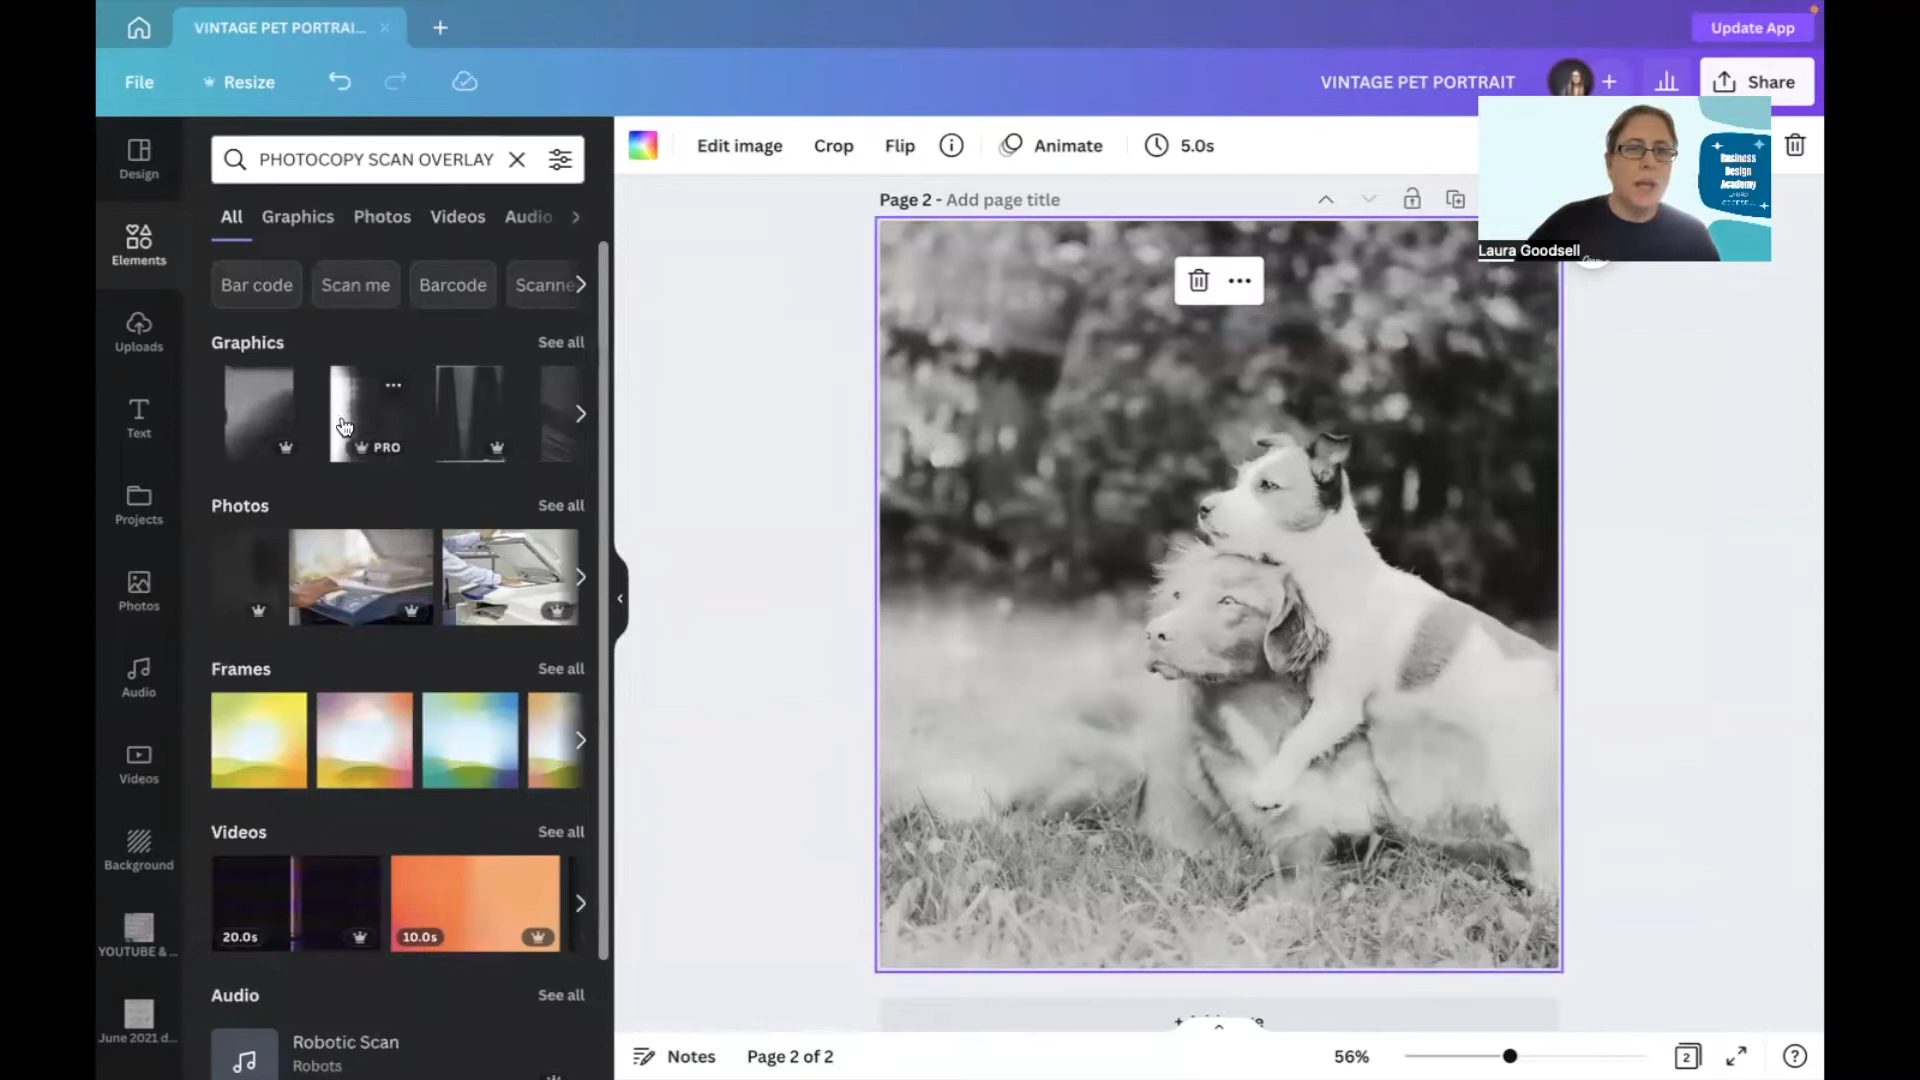 VINTAGE PET PORTRAI...
Update App
File
Resize
VINTAGE PET PORTRAIT
Share
Design
Elements
Uploads
Text
Projects
Photos
Audio
Videos
Background
YOUTUBE & ...
June 2021 d...
PHOTOCOPY SCAN OVERLAY
All
Graphics
Photos
Videos
Audio
Bar code
Scan me
Barcode
Scanne
Graphics
See all
PRO
Photos
See all
Frames
See all
Videos
See all
20.0s
10.0s
Audio
See all
Robotic Scan
Robots
Edit image
Crop
Flip
Animate
5.0s
Page 2 - Add page title
Business
Design
Academy
Laura Goodsell
Notes
Page 2 of 2
56%
2